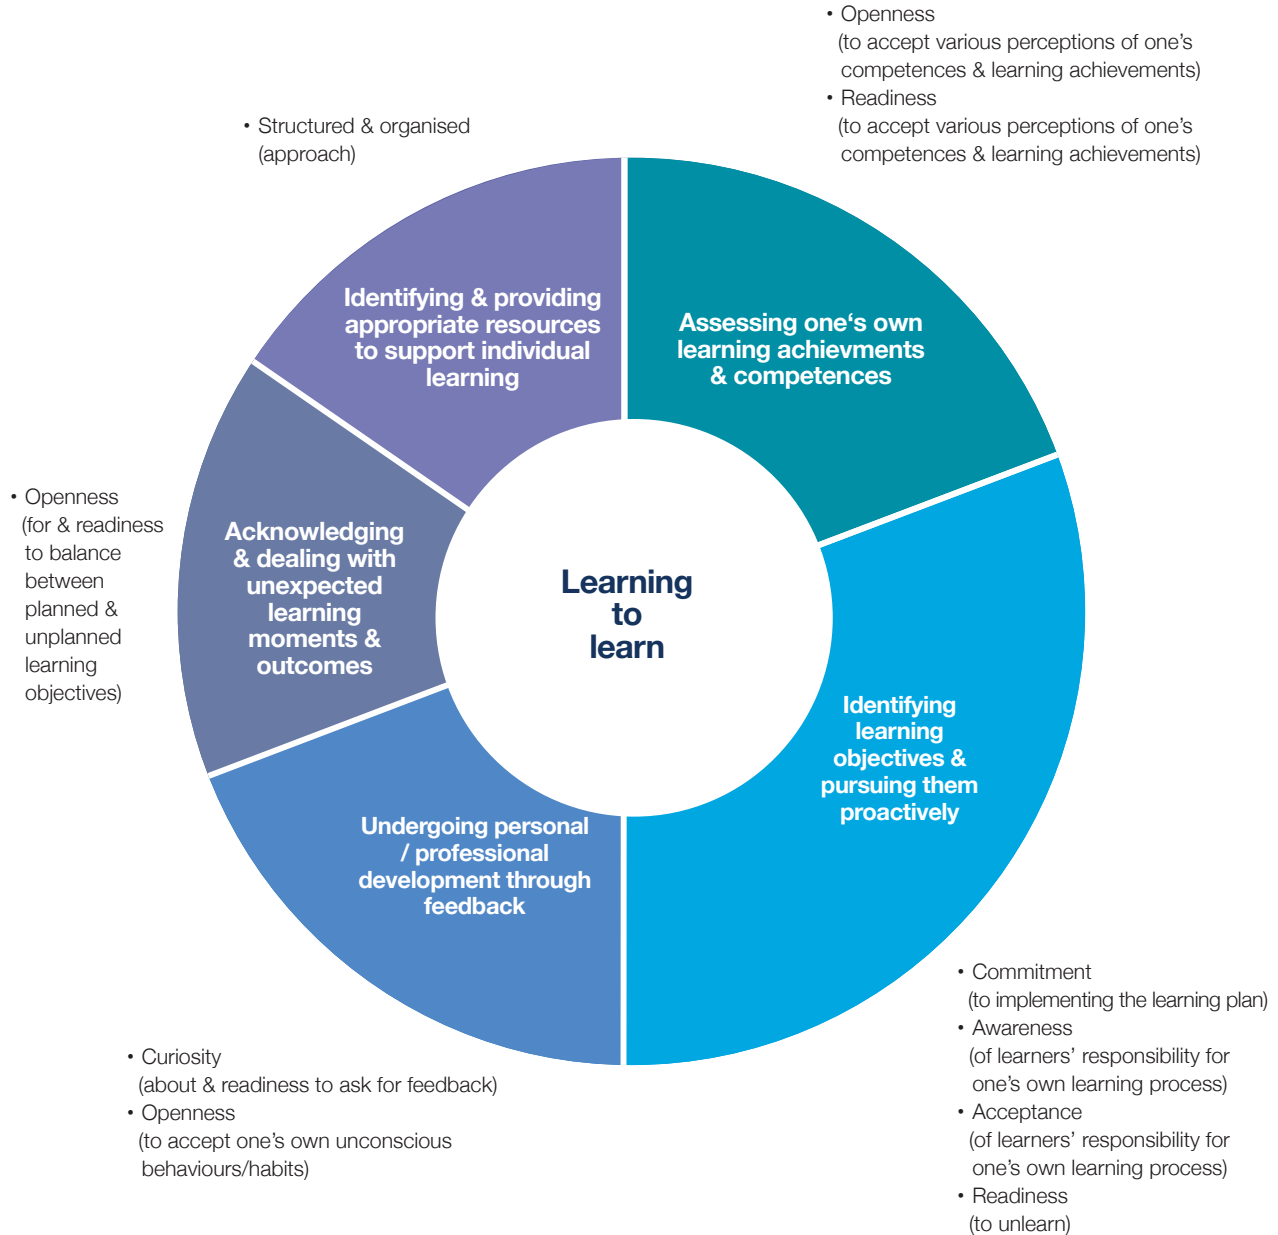 • Openness
(to accept various perceptions of one’s
competences & learning achievements)
• Readiness
(to accept various perceptions of one’s
competences & learning achievements)
• Structured & organised
(approach)
Identifying & providing
appropriate resources
to support individual
learning
Assessing one‘s own
learning achievments
& competences
• Openness
(for & readiness
to balance
between
planned &
unplanned
learning
objectives)
Acknowledging
& dealing with
unexpected
learning
moments &
outcomes
Learning
to
learn
Identifying
learning
objectives &
pursuing them
proactively
Undergoing personal
/ professional
development through
feedback
• Commitment
(to implementing the learning plan)
• Awareness
(of learners’ responsibility for
one’s own learning process)
• Acceptance
(of learners’ responsibility for
one’s own learning process)
• Readiness
(to unlearn)
• Curiosity
(about & readiness to ask for feedback)
• Openness
(to accept one’s own unconscious
behaviours/habits)